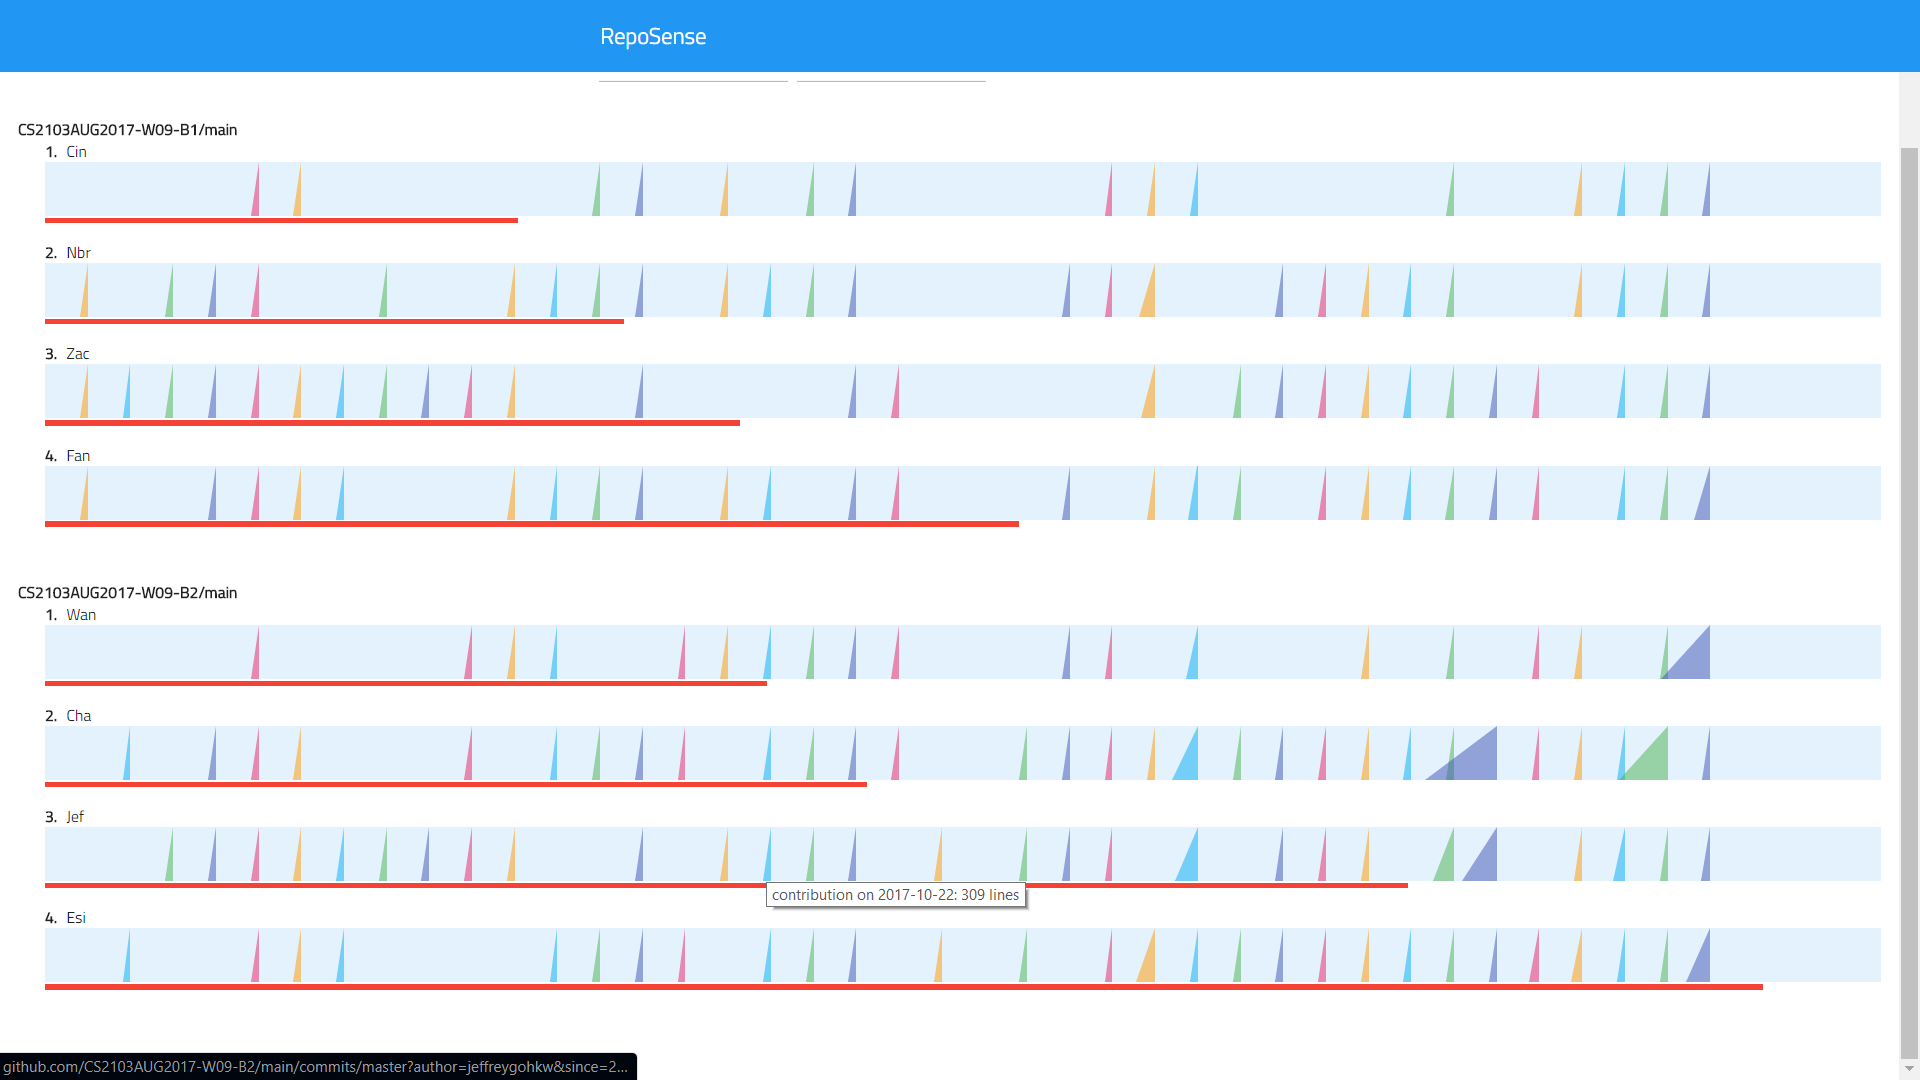 RepoSense
CS2103AUG2017-W09-B1/main
1. Cin
2. Nbr
3. Zac
4. Fan
CS2103AUG2017-W09-B2/main
1. Wan
2. Cha
3. Jef
contribution on 2017-10-22: 309 lines
4. Esi
github.com/CS2103AUG2017-W09-B2/main/commits/master?author=jeffreygohkw&since=2...